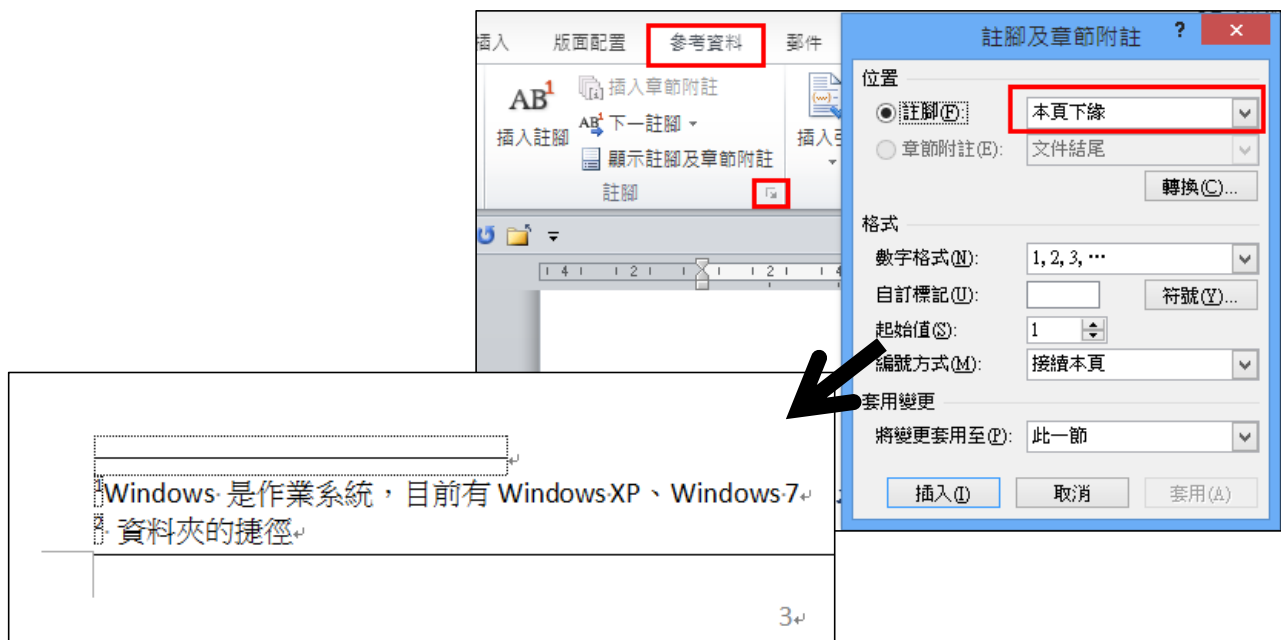 插入 版面配置 參考資料 郵件
AB1
插入註腳
插入章節附註
AB1 下一註腳
顯示註腳及章節附註
註腳
插入
4 2 2 4
註腳及章節附註 ? ×
位置
註腳(F): 本頁下緣
章節附註(E): 文件結尾
轉換(C)...
格式
數字格式(N): 1, 2, 3, …
自訂標記(U): 符號(Y)...
起始值(S): 1
編號方式(M): 接續本頁
套用變更
將變更套用至(P): 此一節
插入(I) 取消 套用(A)
Windows 是作業系統，目前有 Windows XP、Windows 7
資料夾的捷徑
3